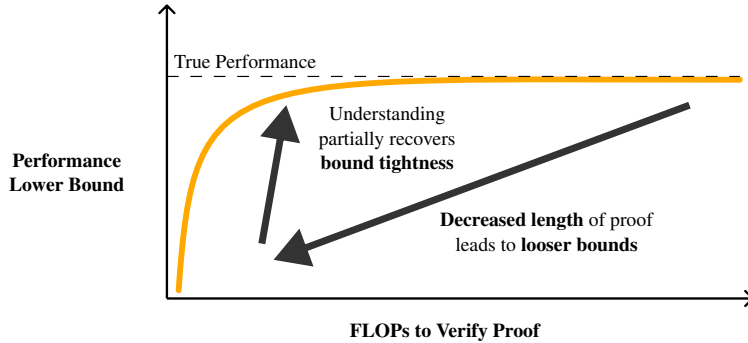 True Performance
Understanding
partially recovers
bound tightness
Performance
Lower Bound
Decreased length of proof
leads to looser bounds
FLOPs to Verify Proof